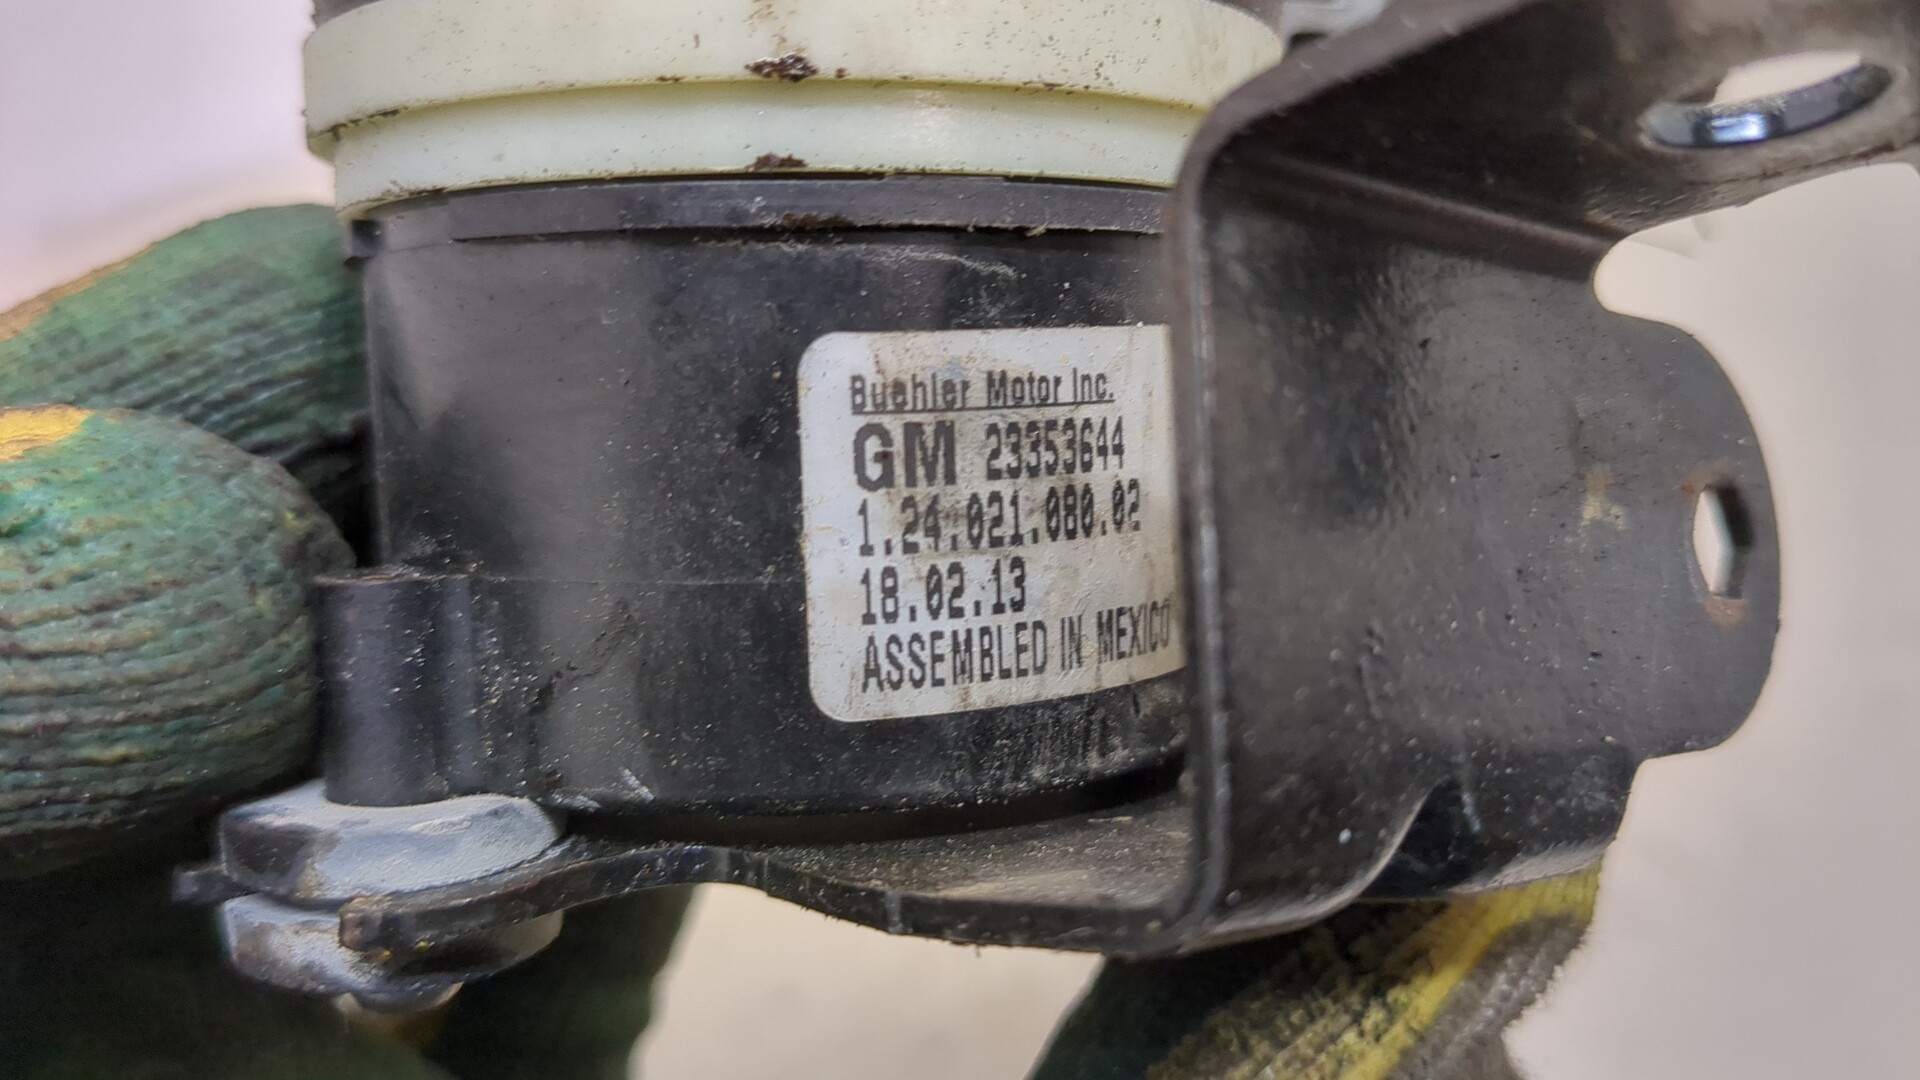 Buehler Motor Inc.
GM 23353644
1.24.021.080.02
18.02.13
ASSEMBLED IN MEXICO